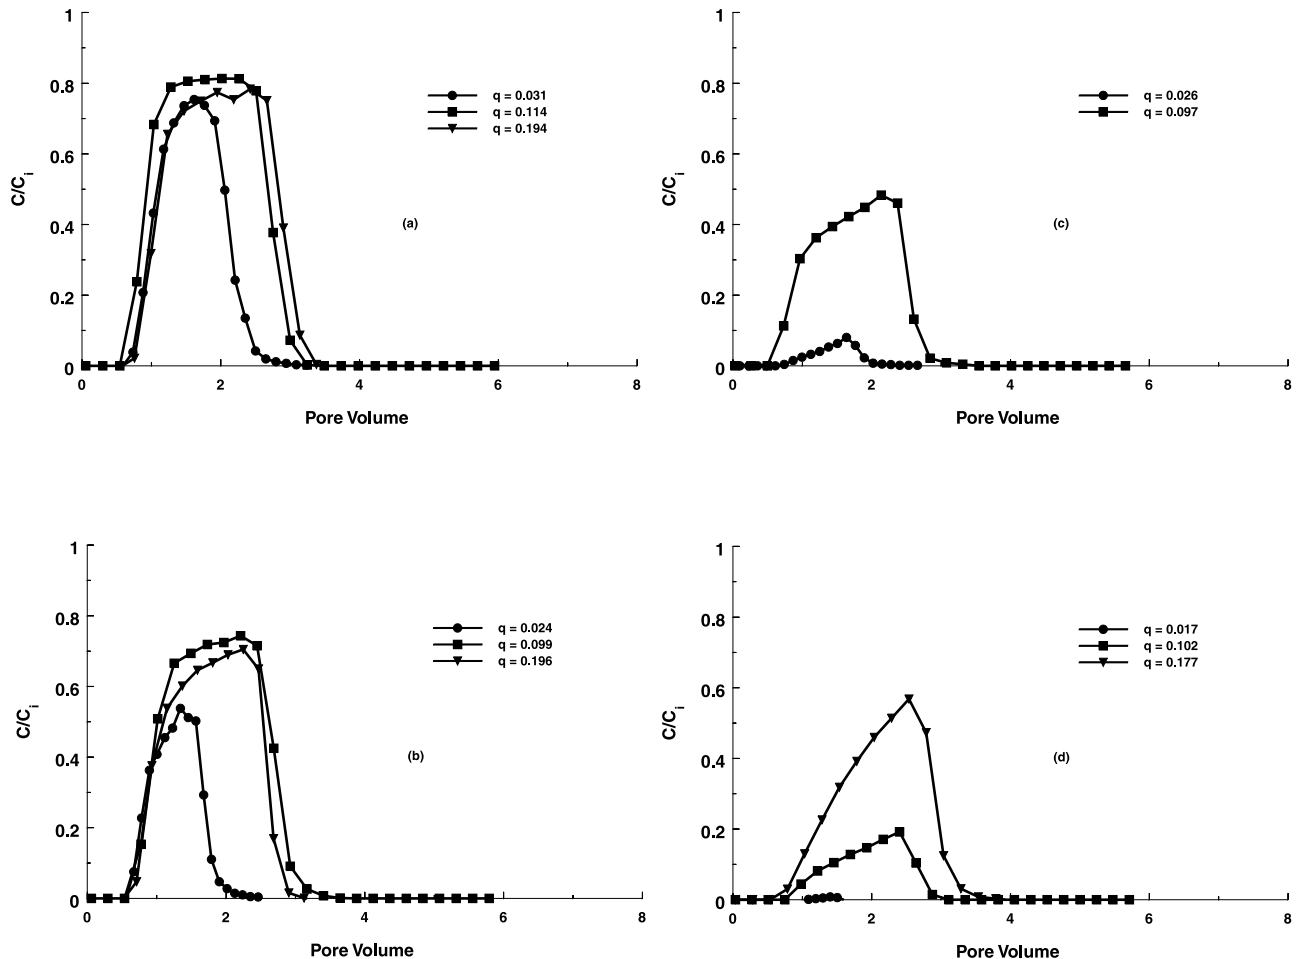 1
0.8
0.6
0.4
0.2
0
C/Ci
0 2 4 6 8
Pore Volume
q = 0.031
q = 0.114
q = 0.194
(a)
1
0.8
0.6
0.4
0.2
0
C/Ci
0 2 4 6 8
Pore Volume
q = 0.026
q = 0.097
(c)
1
0.8
0.6
0.4
0.2
0
C/Ci
0 2 4 6 8
Pore Volume
q = 0.024
q = 0.099
q = 0.196
(b)
1
0.8
0.6
0.4
0.2
0
C/Ci
0 2 4 6 8
Pore Volume
q = 0.017
q = 0.102
q = 0.177
(d)